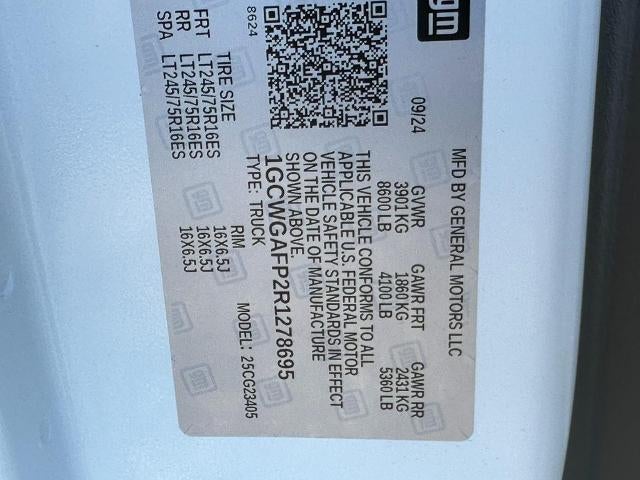 gm
MFD BY GENERAL MOTORS LLC
09/24 GVWR GAWR FRT GAWR RR
3901 KG 1860 KG 2431 KG
8600 LB 4100 LB 5360 LB
THIS VEHICLE CONFORMS TO ALL
APPLICABLE U.S. FEDERAL MOTOR
VEHICLE SAFETY STANDARDS IN EFFECT
ON THE DATE OF MANUFACTURE
SHOWN ABOVE.
1GCWGAFP2R1278695
TYPE: TRUCK
MODEL: 25CG23405
8624
TIRE SIZE RIM
FRT LT245/75R16ES 16X6.5J
RR LT245/75R16ES 16X6.5J
SPA LT245/75R16ES 16X6.5J